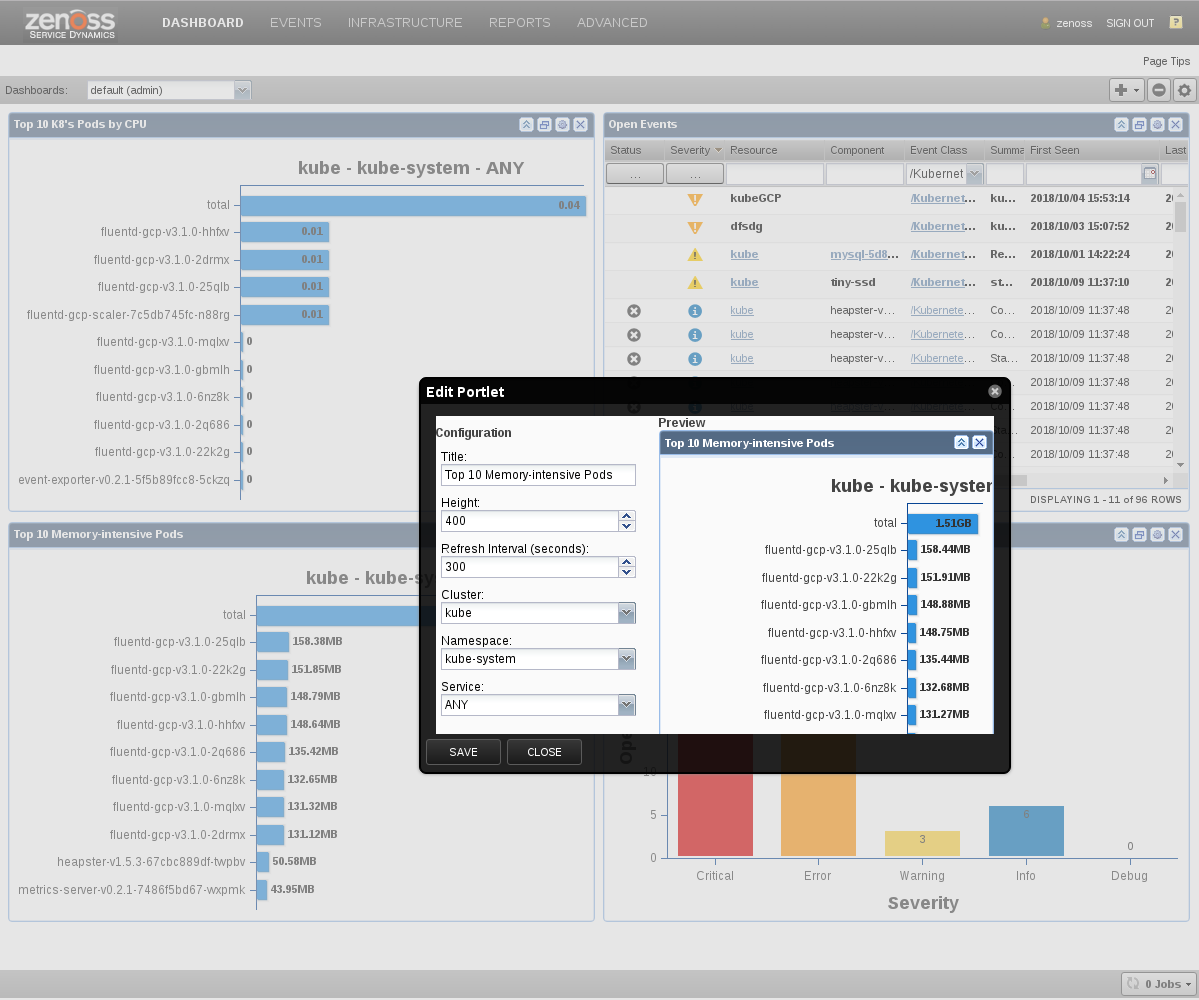 zenoss
SERVICE DYNAMICS
DASHBOARD EVENTS INFRASTRUCTURE REPORTS ADVANCED
zenoss SIGN OUT ?
Page Tips
Dashboards: default (admin)
Top 10 K8's Pods by CPU
kube - kube-system - ANY
total 0.04
fluentd-gcp-v3.1.0-hhfxv 0.01
fluentd-gcp-v3.1.0-2drmx 0.01
fluentd-gcp-v3.1.0-25qlb 0.01
fluentd-gcp-scaler-7c5db745fc-n88rg 0.01
fluentd-gcp-v3.1.0-mqlxv 0
fluentd-gcp-v3.1.0-gbmlh 0
fluentd-gcp-v3.1.0-6nz8k 0
fluentd-gcp-v3.1.0-2q686 0
fluentd-gcp-v3.1.0-22k2g 0
event-exporter-v0.2.1-5f5b89fcc8-5ckzq 0
Open Events
Status Severity Resource Component Event Class Summa First Seen Last
... ... /Kubernet
kubeGCP /Kubernet... ku... 2018/10/04 15:53:14 20
dfsdg /Kubernet... ku... 2018/10/03 15:07:52 20
kube mysql-5d8... /Kubernet... Re... 2018/10/01 14:22:24 20
kube tiny-ssd /Kubernet... st... 2018/10/09 11:37:10 20
kube heapster-v... /Kubernete... Co... 2018/10/09 11:37:48 20
kube heapster-v... /Kubernete... Co... 2018/10/09 11:37:48 20
kube heapster-v... /Kubernete... Sta... 2018/10/09 11:37:48 20
2018/10/09 11:37:48 20
2018/10/09 11:37:48 20
2018/10/09 11:37:48 20
2018/10/09 11:37:48 20
DISPLAYING 1 - 11 of 96 ROWS
Top 10 Memory-intensive Pods
kube - kube-sy
total
fluentd-gcp-v3.1.0-25qlb 158.38MB
fluentd-gcp-v3.1.0-22k2g 151.85MB
fluentd-gcp-v3.1.0-gbmlh 148.79MB
fluentd-gcp-v3.1.0-hhfxv 148.64MB
fluentd-gcp-v3.1.0-2q686 135.42MB
fluentd-gcp-v3.1.0-6nz8k 132.65MB
fluentd-gcp-v3.1.0-mqlxv 131.32MB
fluentd-gcp-v3.1.0-2drmx 131.12MB
heapster-v1.5.3-67cbc889df-twpbv 50.58MB
metrics-server-v0.2.1-7486f5bd67-wxpmk 43.95MB
Edit Portlet
Configuration
Title:
Top 10 Memory-intensive Pods
Height:
400
Refresh Interval (seconds):
300
Cluster:
kube
Namespace:
kube-system
Service:
ANY
SAVE CLOSE
Preview
Top 10 Memory-intensive Pods
kube - kube-system
total 1.51GB
fluentd-gcp-v3.1.0-25qlb 158.44MB
fluentd-gcp-v3.1.0-22k2g 151.91MB
fluentd-gcp-v3.1.0-gbmlh 148.88MB
fluentd-gcp-v3.1.0-hhfxv 148.75MB
fluentd-gcp-v3.1.0-2q686 135.44MB
fluentd-gcp-v3.1.0-6nz8k 132.68MB
fluentd-gcp-v3.1.0-mqlxv 131.27MB
Ope
10
5
0
3
6
0
Critical Error Warning Info Debug
Severity
0 Jobs